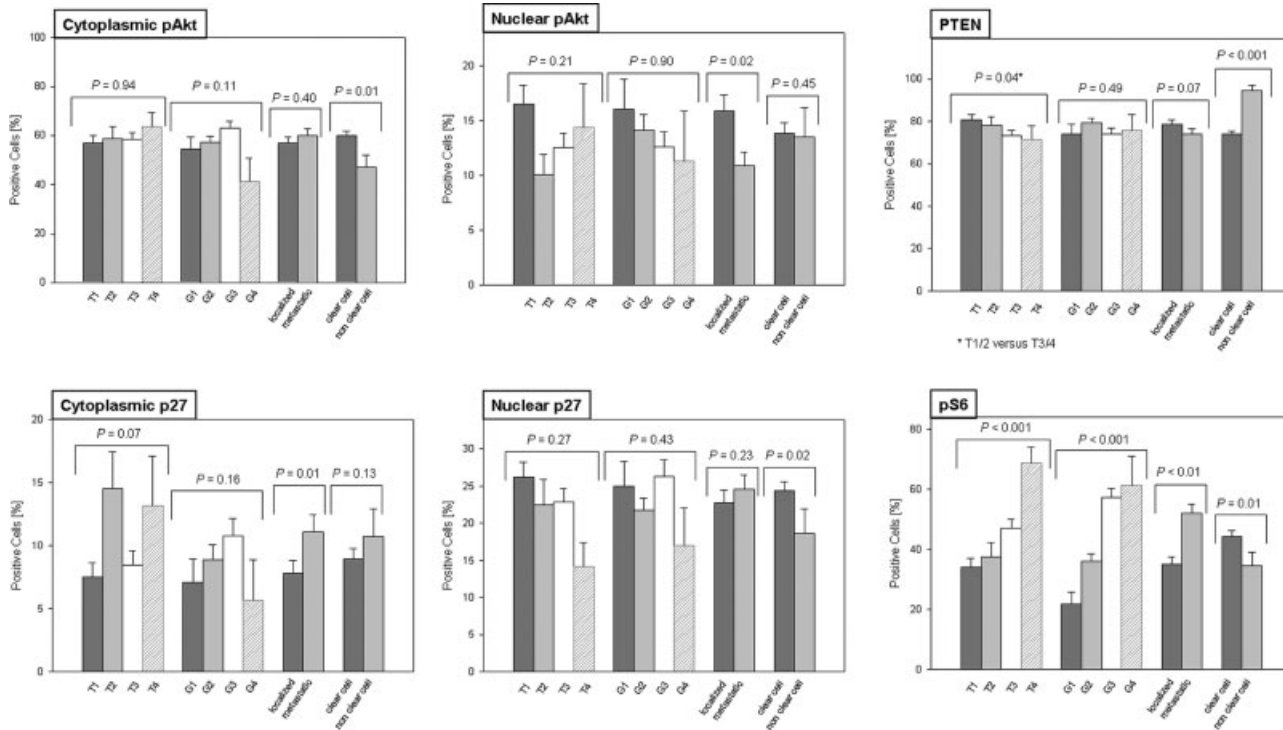 Cytoplasmic pAkt
Positive Cells [%]
100
80
60
40
20
0
P = 0.94
P = 0.11
P = 0.40
P = 0.01
T1
T2
T3
T4
G1
G2
G3
G4
localized
metastatic
clear cell
non clear cell
Nuclear pAkt
Positive Cells [%]
20
15
10
5
0
P = 0.21
P = 0.90
P = 0.02
P = 0.45
T1
T2
T3
T4
G1
G2
G3
G4
localized
metastatic
clear cell
non clear cell
PTEN
Positive Cells [%]
100
80
60
40
20
0
P = 0.04*
P = 0.49
P = 0.07
P < 0.001
T1
T2
T3
T4
G1
G2
G3
G4
localized
metastatic
clear cell
non clear cell
* T1/2 versus T3/4
Cytoplasmic p27
Positive Cells [%]
20
15
10
5
0
P = 0.07
P = 0.16
P = 0.01
P = 0.13
T1
T2
T3
T4
G1
G2
G3
G4
localized
metastatic
clear cell
non clear cell
Nuclear p27
Positive Cells [%]
30
25
20
15
10
5
0
P = 0.27
P = 0.43
P = 0.23
P = 0.02
T1
T2
T3
T4
G1
G2
G3
G4
localized
metastatic
clear cell
non clear cell
pS6
Positive Cells [%]
80
60
40
20
0
P < 0.001
P < 0.001
P < 0.01
P = 0.01
T1
T2
T3
T4
G1
G2
G3
G4
localized
metastatic
clear cell
non clear cell